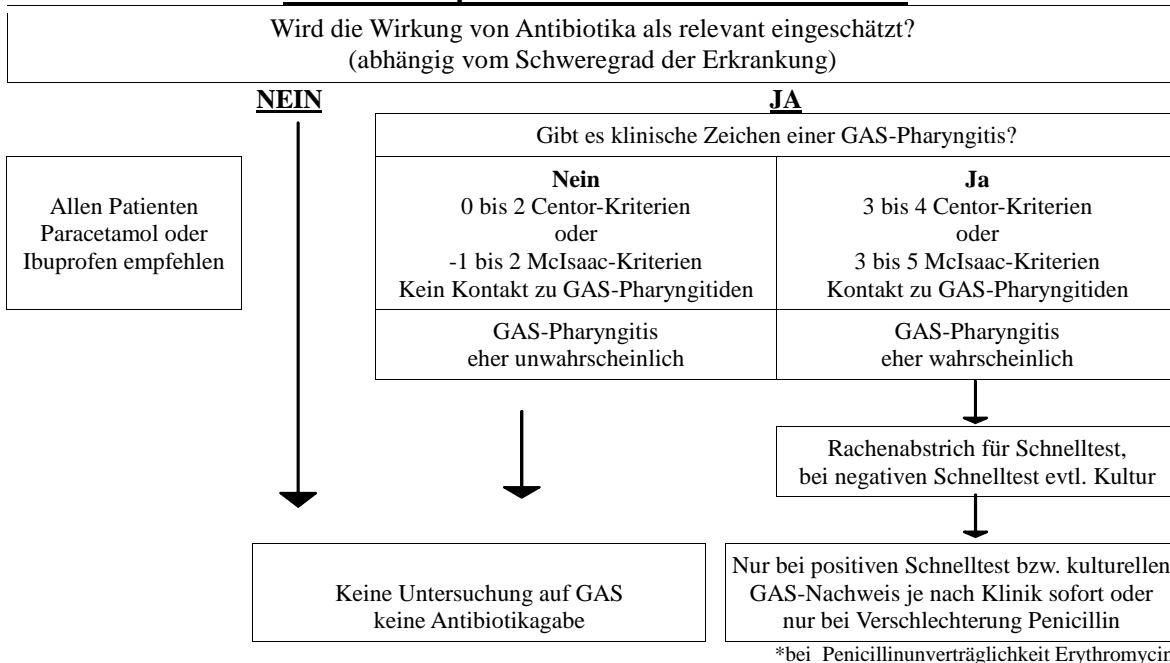 Wird die Wirkung von Antibiotika als relevant eingeschätzt?
(abhängig vom Schweregrad der Erkrankung)
NEIN
JA
Gibt es klinische Zeichen einer GAS-Pharyngitis?
Allen Patienten
Paracetamol oder
Ibuprofen empfehlen
Nein
0 bis 2 Centor-Kriterien
oder
-1 bis 2 McIsaac-Kriterien
Kein Kontakt zu GAS-Pharyngitiden
Ja
3 bis 4 Centor-Kriterien
oder
3 bis 5 McIsaac-Kriterien
Kontakt zu GAS-Pharyngitiden
GAS-Pharyngitis
eher unwahrscheinlich
GAS-Pharyngitis
eher wahrscheinlich
Rachenabstrich für Schnelltest,
bei negativen Schnelltest evtl. Kultur
Keine Untersuchung auf GAS
keine Antibiotikagabe
Nur bei positiven Schnelltest bzw. kulturellen
GAS-Nachweis je nach Klinik sofort oder
nur bei Verschlechterung Penicillin
*bei Penicillinunverträglichkeit Erythromycin